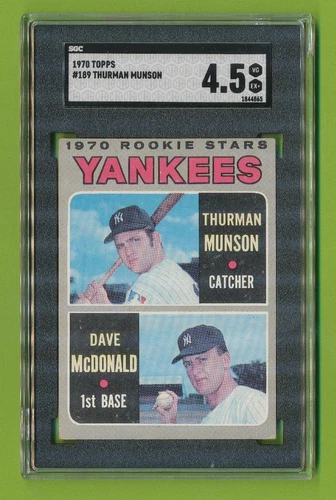 SGC
1970 TOPPS
#189 THURMAN MUNSON
4.5
VG
EX+
1844865
1970 ROOKIE STARS
YANKEES
THURMAN
MUNSON
CATCHER
DAVE
McDONALD
1st BASE